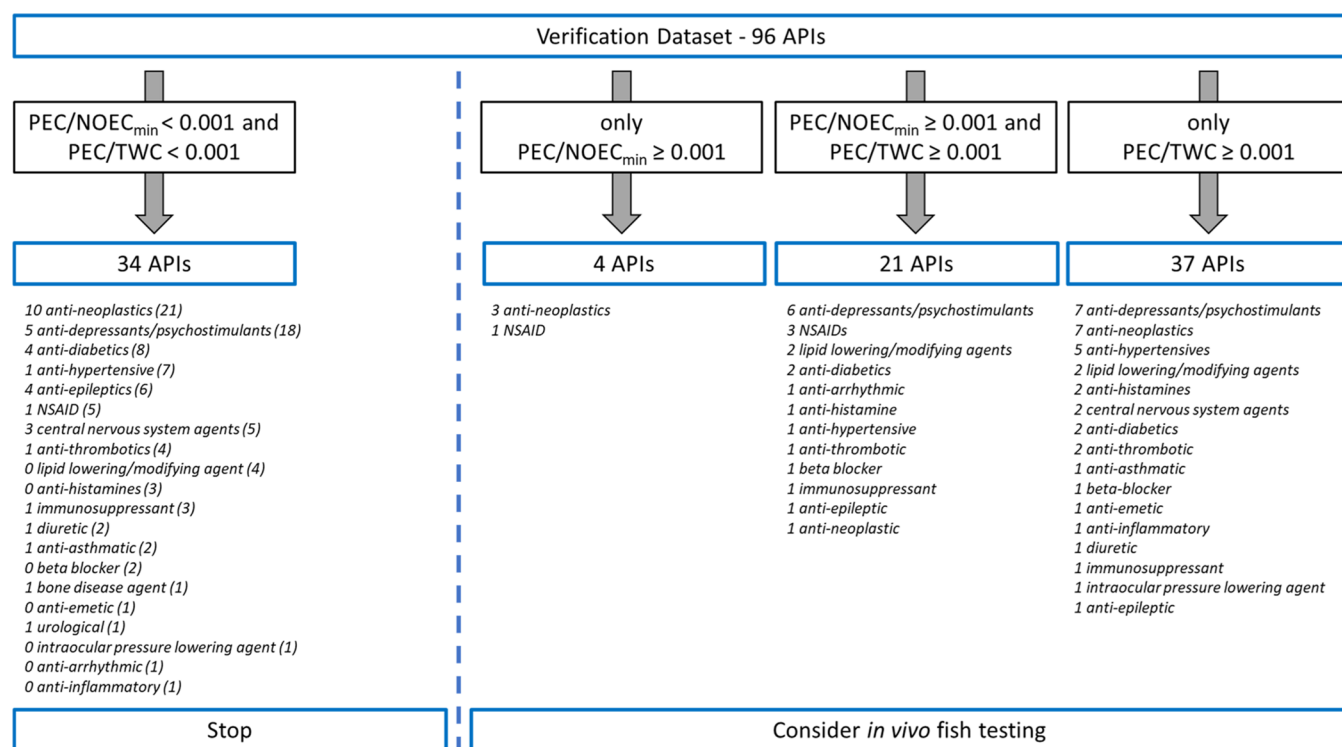 Verification Dataset - 96 APIs
PEC/NOECmin < 0.001 and
PEC/TWC < 0.001
34 APIs
10 anti-neoplastics (21)
5 anti-depressants/psychostimulants (18)
4 anti-diabetics (8)
1 anti-hypertensive (7)
4 anti-epileptics (6)
1 NSAID (5)
3 central nervous system agents (5)
1 anti-thrombotics (4)
0 lipid lowering/modifying agent (4)
0 anti-histamines (3)
1 immunosuppressant (3)
1 diuretic (2)
1 anti-asthmatic (2)
0 beta blocker (2)
1 bone disease agent (1)
0 anti-emetic (1)
1 urological (1)
0 intraocular pressure lowering agent (1)
0 anti-arrhythmic (1)
0 anti-inflammatory (1)
Stop
only
PEC/NOECmin ≥ 0.001
4 APIs
3 anti-neoplastics
1 NSAID
PEC/NOECmin ≥ 0.001 and
PEC/TWC ≥ 0.001
21 APIs
6 anti-depressants/psychostimulants
3 NSAIDs
2 lipid lowering/modifying agents
2 anti-diabetics
1 anti-arrhythmic
1 anti-histamine
1 anti-hypertensive
1 anti-thrombotic
1 beta blocker
1 immunosuppressant
1 anti-epileptic
1 anti-neoplastic
only
PEC/TWC ≥ 0.001
37 APIs
7 anti-depressants/psychostimulants
7 anti-neoplastics
5 anti-hypertensives
2 lipid lowering/modifying agents
2 anti-histamines
2 central nervous system agents
2 anti-diabetics
2 anti-thrombotic
1 anti-asthmatic
1 beta-blocker
1 anti-emetic
1 anti-inflammatory
1 diuretic
1 immunosuppressant
1 intraocular pressure lowering agent
1 anti-epileptic
Consider in vivo fish testing